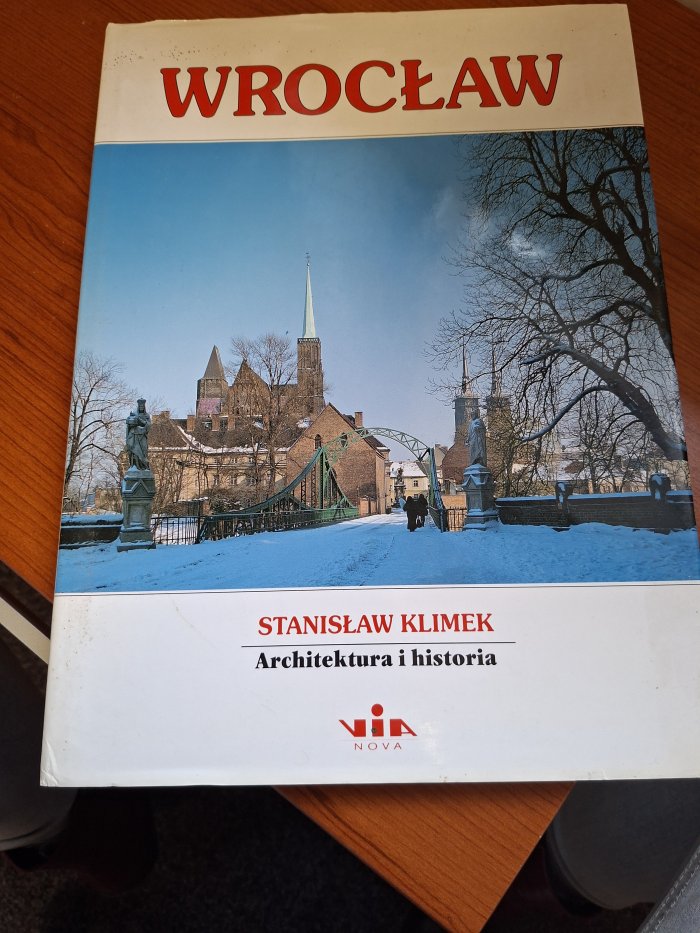 WROCŁAW
STANISŁAW KLIMEK
Architektura i historia
VIA
NOVA